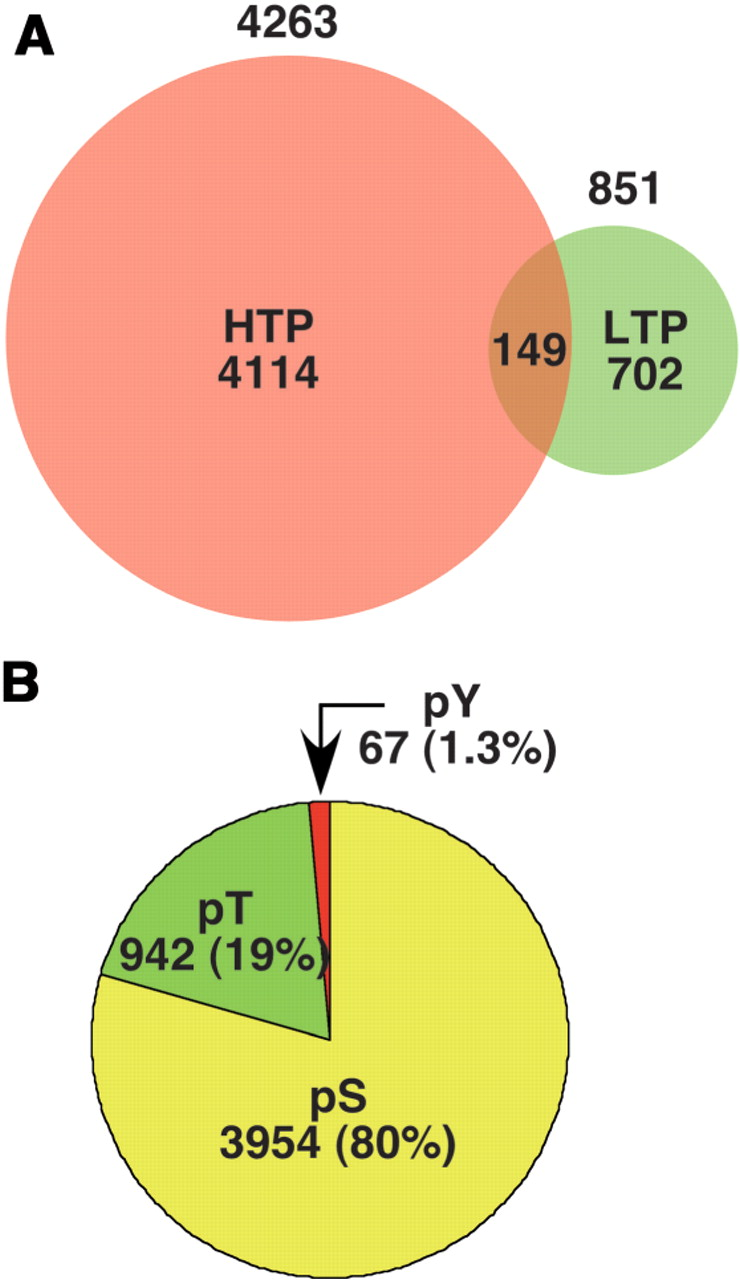 A
4263
851
HTP
4114
149
LTP
702
B
pY
67 (1.3%)
pT
942 (19%)
pS
3954 (80%)